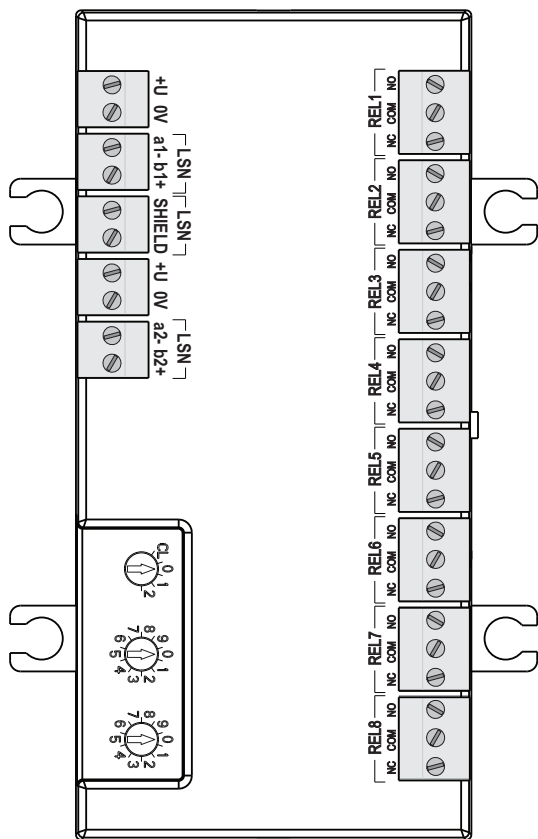 +U 0V
a1- b1+
LSN
SHIELD
LSN
+U 0V
a2- b2+
LSN
REL1
NO COM NC
REL2
NO COM NC
REL3
NO COM NC
REL4
NO COM NC
REL5
NO COM NC
REL6
NO COM NC
REL7
NO COM NC
REL8
NO COM NC
CL 0 1 2
0 1 2 3 4 5 6 7 8 9
0 1 2 3 4 5 6 7 8 9